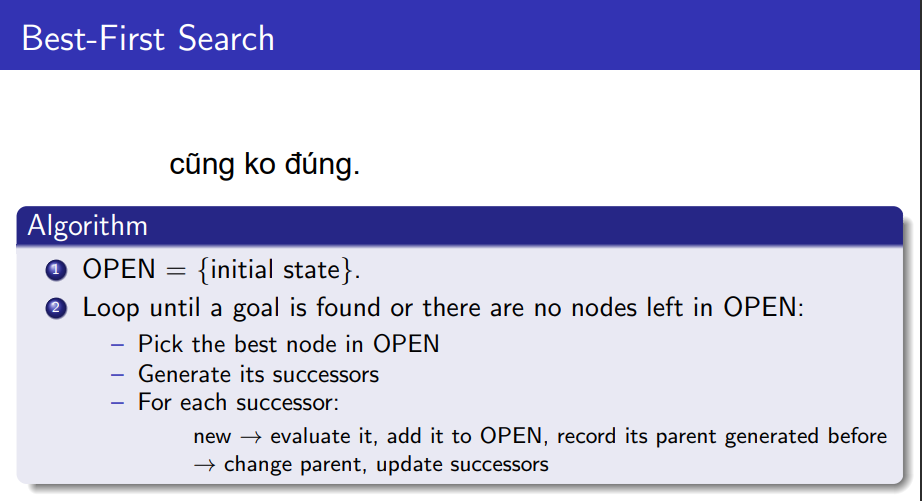 Best-First Search
cũng ko đúng.
Algorithm
1 OPEN = {initial state}.
2 Loop until a goal is found or there are no nodes left in OPEN:
– Pick the best node in OPEN
– Generate its successors
– For each successor:
new → evaluate it, add it to OPEN, record its parent generated before
→ change parent, update successors